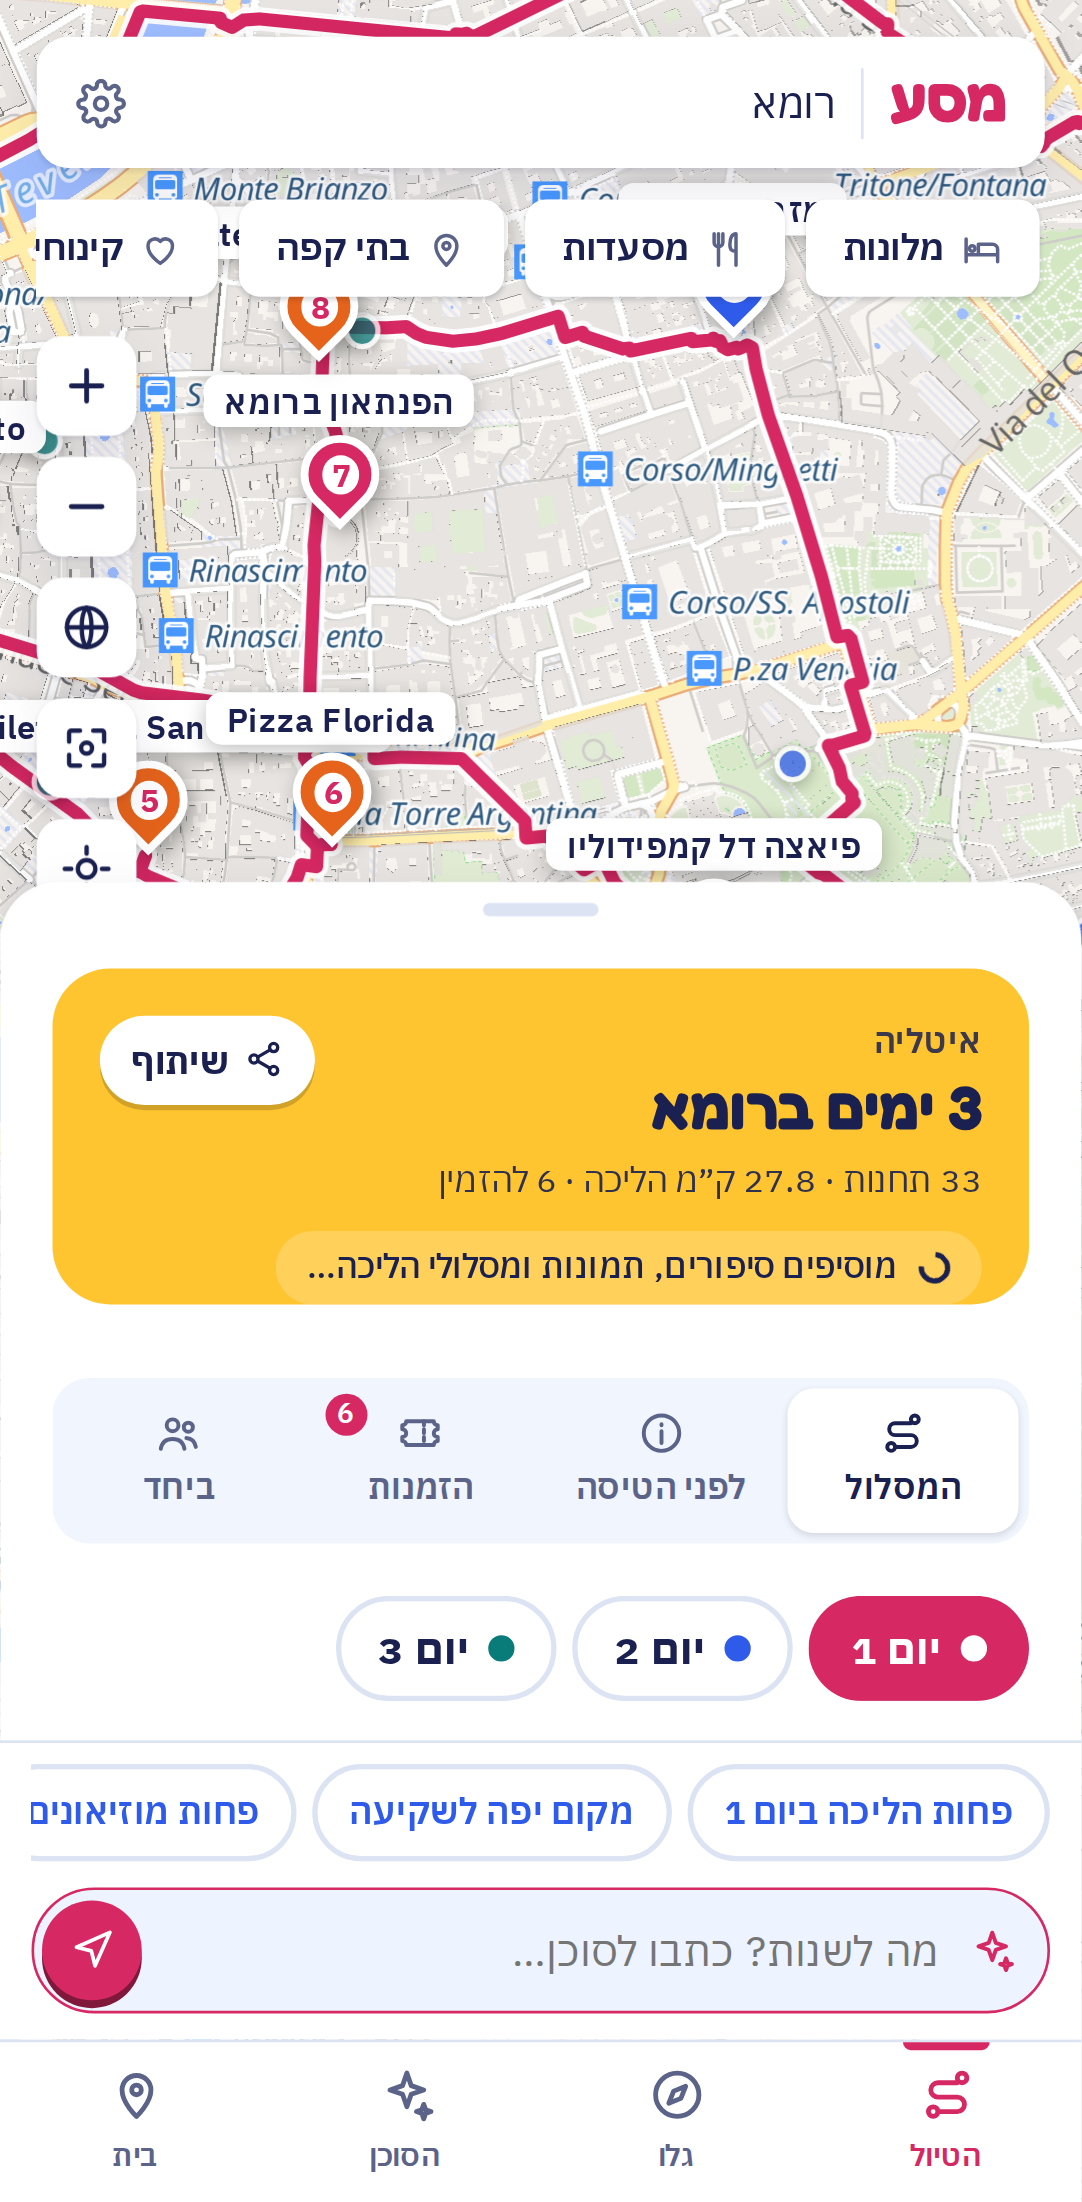 מסע
רומא
Monte Brianzo
Tritone/Fontana
מלונות
מסעדות
בתי קפה
קינוחי
8
הפנתאון ברומא
7
Via del
Corso/Minghetti
Rinascimento
Corso/SS. Apostoli
Rinascimento
P.za Venezia
Pizza Florida
5
6
פיאצה דל קמפידוליו
איטליה
שיתוף
3 ימים ברומא
33 תחנות · 27.8 ק״מ הליכה · 6 להזמין
מוסיפים סיפורים, תמונות ומסלולי הליכה...
6
המסלול
לפני הטיסה
הזמנות
ביחד
יום 1
יום 2
יום 3
פחות הליכה ביום 1
מקום יפה לשקיעה
פחות מוזיאונים
מה לשנות? כתבו לסוכן...
הטיול
גלו
הסוכן
בית